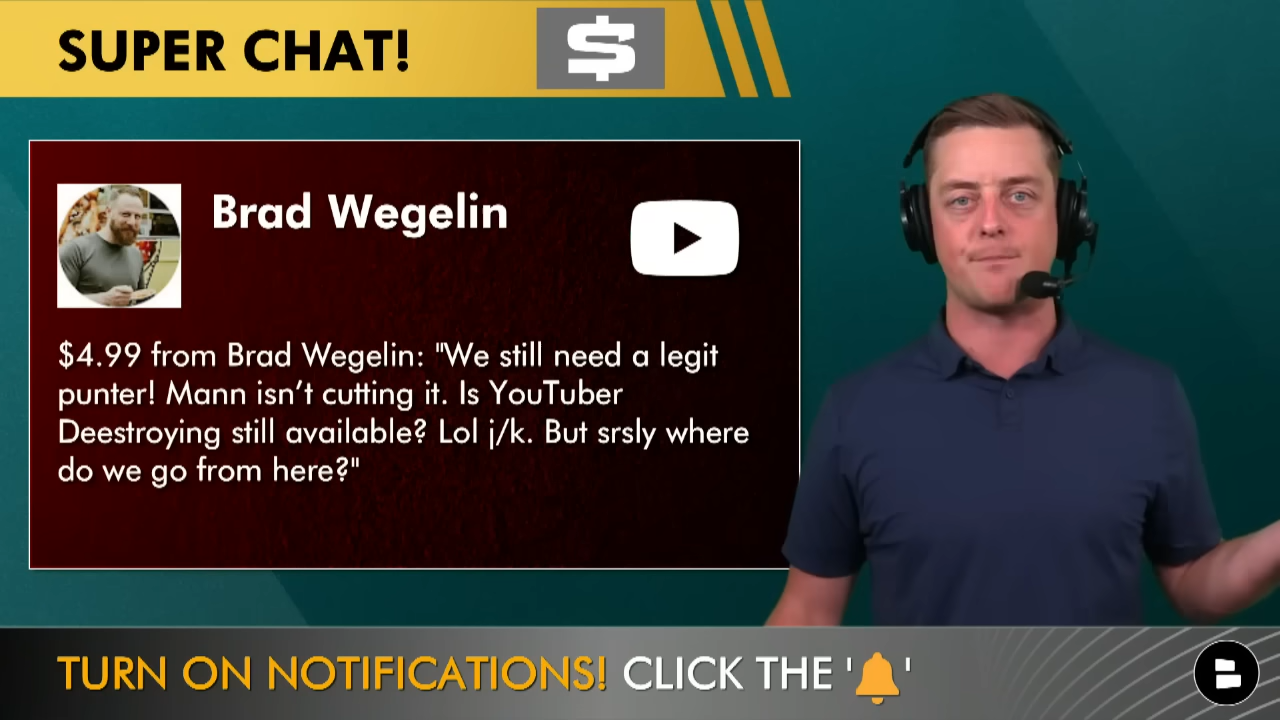 SUPER CHAT!
Brad Wegelin
$4.99 from Brad Wegelin: "We still need a legit
punter! Mann isn’t cutting it. Is YouTuber
Deestroying still available? Lol j/k. But srsly where
do we go from here?"
TURN ON NOTIFICATIONS! CLICK THE '🔔'